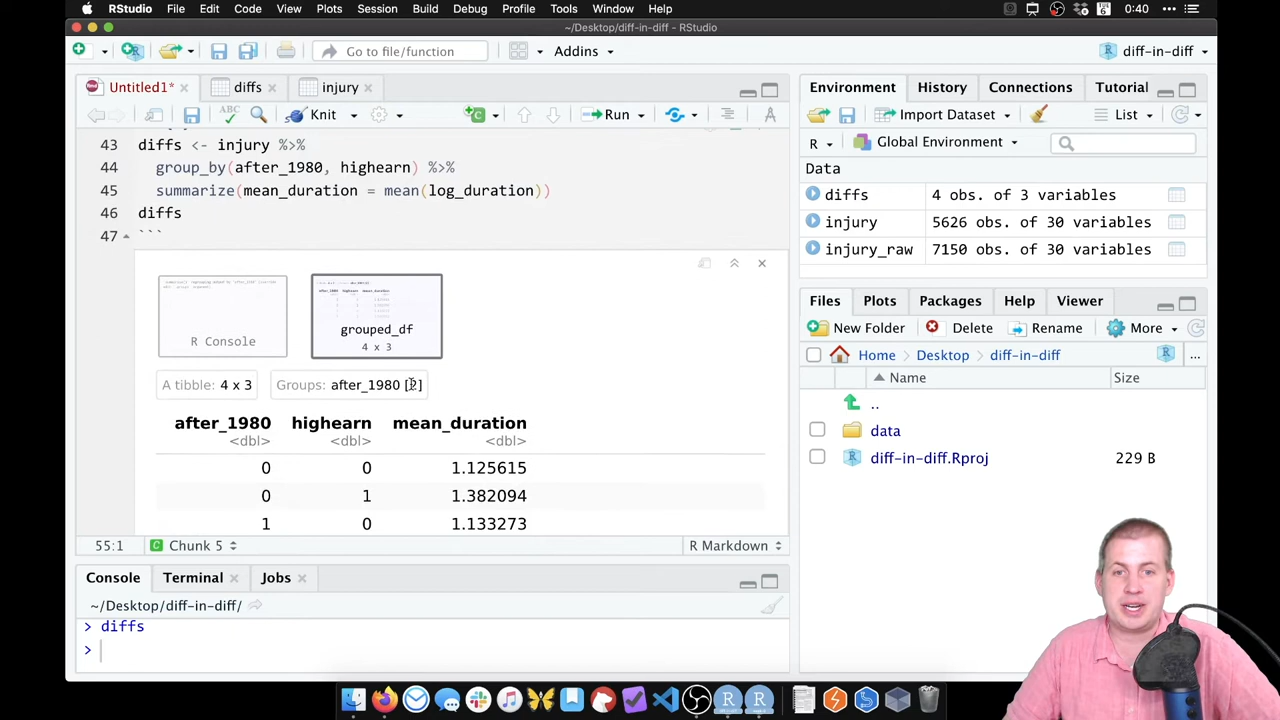 RStudio File Edit Code View Plots Session Build Debug Profile Tools Window Help 0:40
~/Desktop/diff-in-diff - RStudio
Go to file/function Addins diff-in-diff
Untitled1* diffs injury
Knit Run
43 diffs <- injury %>%
44 group_by(after_1980, highearn) %>%
45 summarize(mean_duration = mean(log_duration))
46 diffs
47 ```
R Console
grouped_df
4 x 3
A tibble: 4 x 3 Groups: after_1980 [2]
after_1980 highearn mean_duration
<dbl> <dbl> <dbl>
0 0 1.125615
0 1 1.382094
1 0 1.133273
55:1 Chunk 5 R Markdown
Console Terminal Jobs
~/Desktop/diff-in-diff/
> diffs
>
Environment History Connections Tutorial
Import Dataset List
R Global Environment
Data
diffs 4 obs. of 3 variables
injury 5626 obs. of 30 variables
injury_raw 7150 obs. of 30 variables
Files Plots Packages Help Viewer
New Folder Delete Rename More
Home Desktop diff-in-diff ...
Name Size
..
data
diff-in-diff.Rproj 229 B